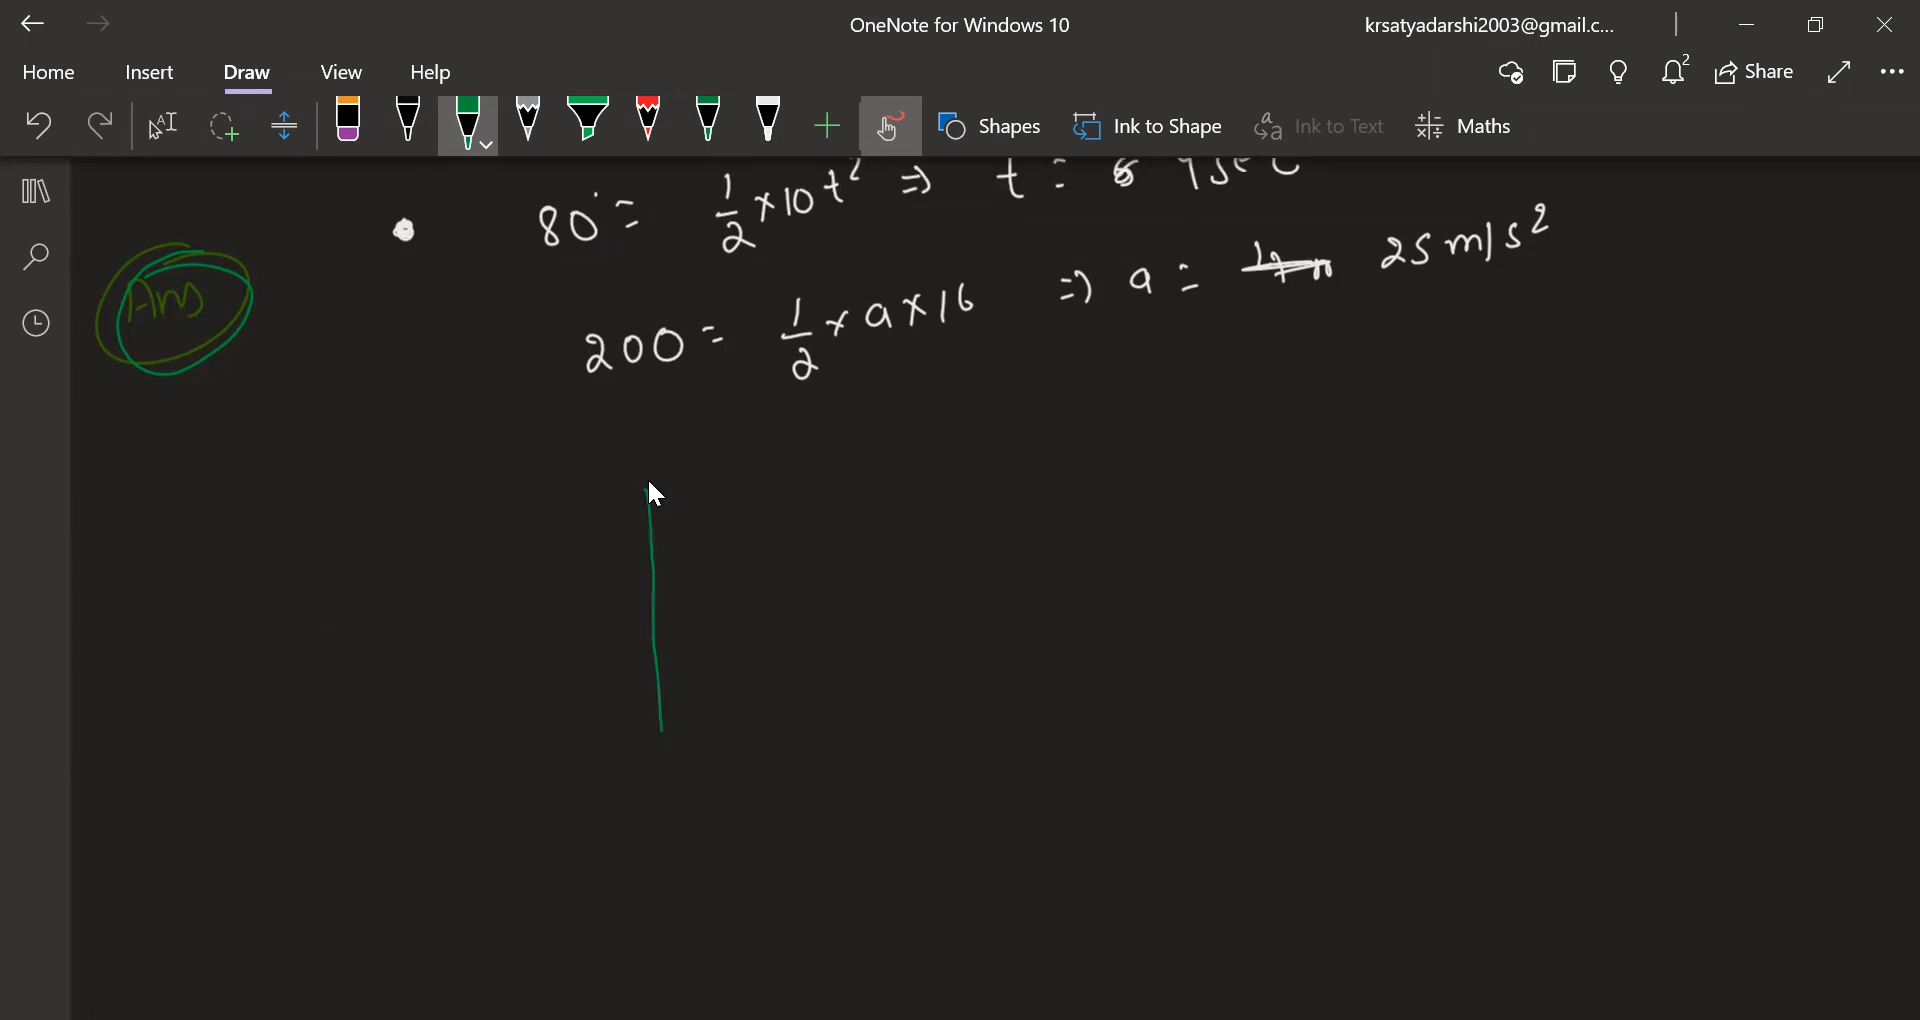 OneNote for Windows 10
krsatyadarshi2003@gmail.c...
Home Insert Draw View Help
2 Share
Shapes Ink to Shape Ink to Text Maths
80 = 1/2 × 10 t² ⇒ t =
Ans
200 = 1/2 × a × 16 ⇒ a = 25 m/s²